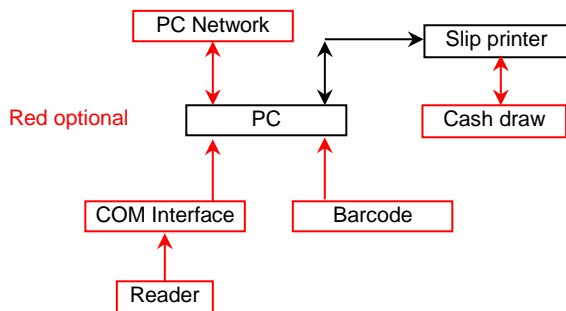 PC Network
Slip printer
Red optional
PC
Cash draw
COM Interface
Barcode
Reader